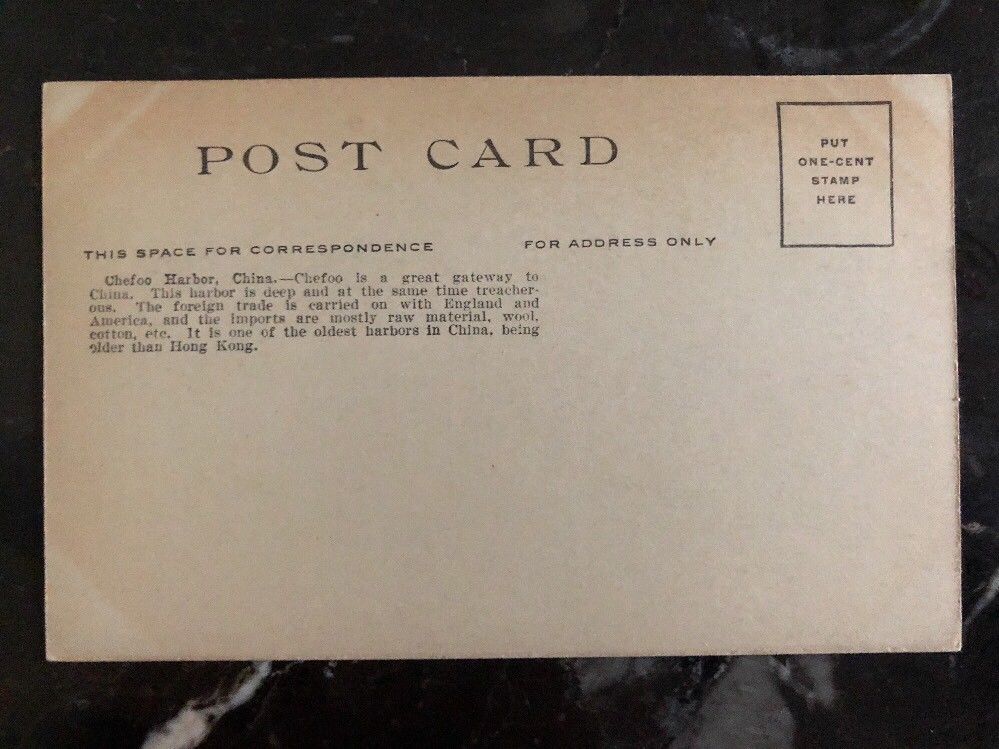 POST CARD
PUT
ONE-CENT
STAMP
HERE
THIS SPACE FOR CORRESPONDENCE
FOR ADDRESS ONLY
Chefoo Harbor, China.—Chefoo is a great gateway to
China. This harbor is deep and at the same time treacher-
ous. The foreign trade is carried on with England and
America, and the imports are mostly raw material, wool,
cotton, etc. It is one of the oldest harbors in China, being
older than Hong Kong.